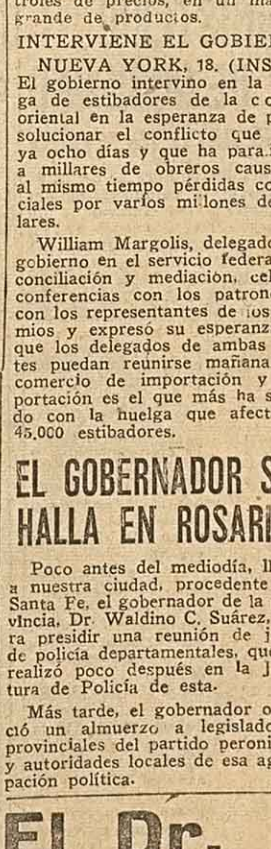 troles de precios, en un ma
grande de productos.
INTERVIENE EL GOBIE
NUEVA YORK, 18. (INS
El gobierno intervino en la
ga de estibadores de la co
oriental en la esperanza de p
solucionar el conflicto que
ya ocho días y que ha para
a millares de obreros caus
al mismo tiempo pérdidas co
ciales por varios millones de
lares.
William Margolis, delegado
gobierno en el servicio federa
conciliación y mediación, cel
conferencias con los patron
con los representantes de los
mios y expresó su esperanz
que los delegados de ambas
tes puedan reunirse mañana
comercio de importación y
portación es el que más ha s
do con la huelga que afect
45.000 estibadores.
EL GOBERNADOR S
HALLA EN ROSARI
Poco antes del mediodía, ll
a nuestra ciudad, procedente
Santa Fe, el gobernador de la
vincia, Dr. Waldino C. Suárez,
ra presidir una reunión de j
de policía departamentales, que
realizó poco después en la J
tura de Policía de esta.
Más tarde, el gobernador o
ció un almuerzo a legislado
provinciales del partido peroni
y autoridades locales de esa ag
pación política.
El Dr.